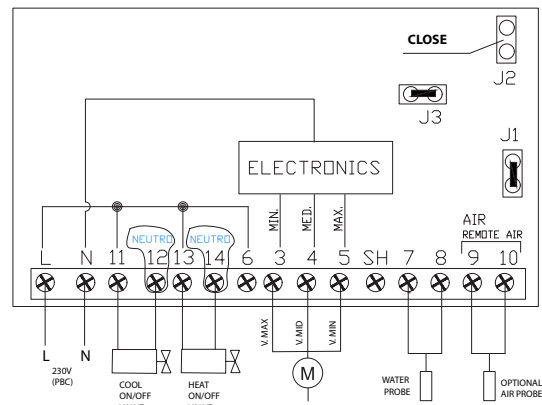 CLOSE
J2
J3
J1
ELECTRONICS
MIN.
MED.
MAX.
AIR
REMOTE AIR
NEUTRO
NEUTRO
L N 11 12 13 14 6 3 4 5 SH 7 8 9 10
L N
230V
(PBC)
COOL
ON/OFF
HEAT
ON/OFF
V. MAX
V. MID
V. MIN
M
WATER
PROBE
OPTIONAL
AIR PROBE